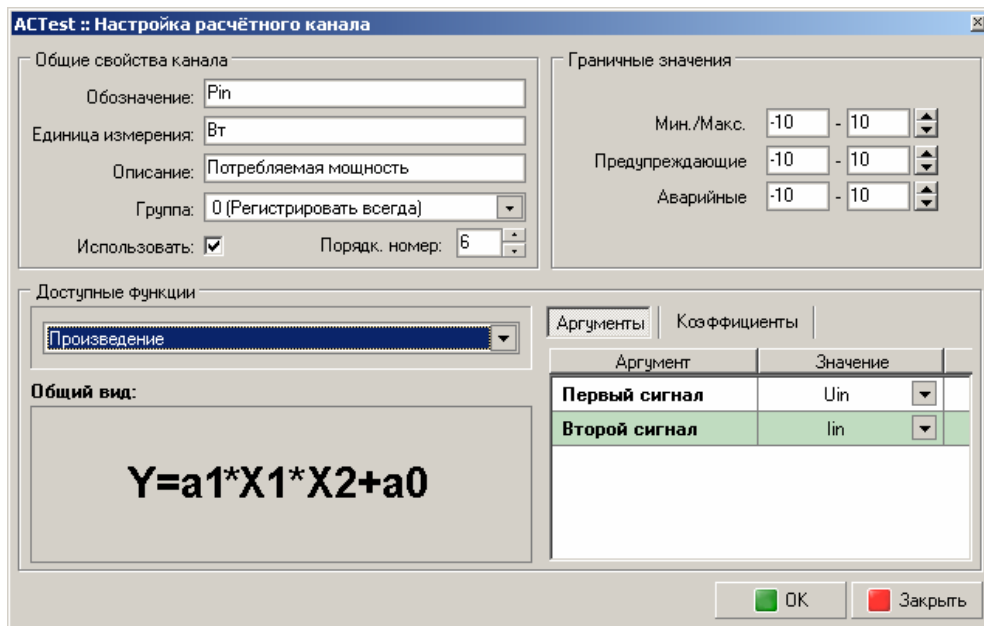 ACTest :: Настройка расчётного канала
Общие свойства канала
Обозначение: Pin
Единица измерения: Вт
Описание: Потребляемая мощность
Группа: 0 (Регистрировать всегда)
Использовать: Порядк. номер: 6
Граничные значения
Мин./Макс. -10 - 10
Предупреждающие -10 - 10
Аварийные -10 - 10
Доступные функции
Произведение
Общий вид:
Y=a1*X1*X2+a0
Аргументы Коэффициенты
Аргумент Значение
Первый сигнал Uin
Второй сигнал Iin
OK Закрыть